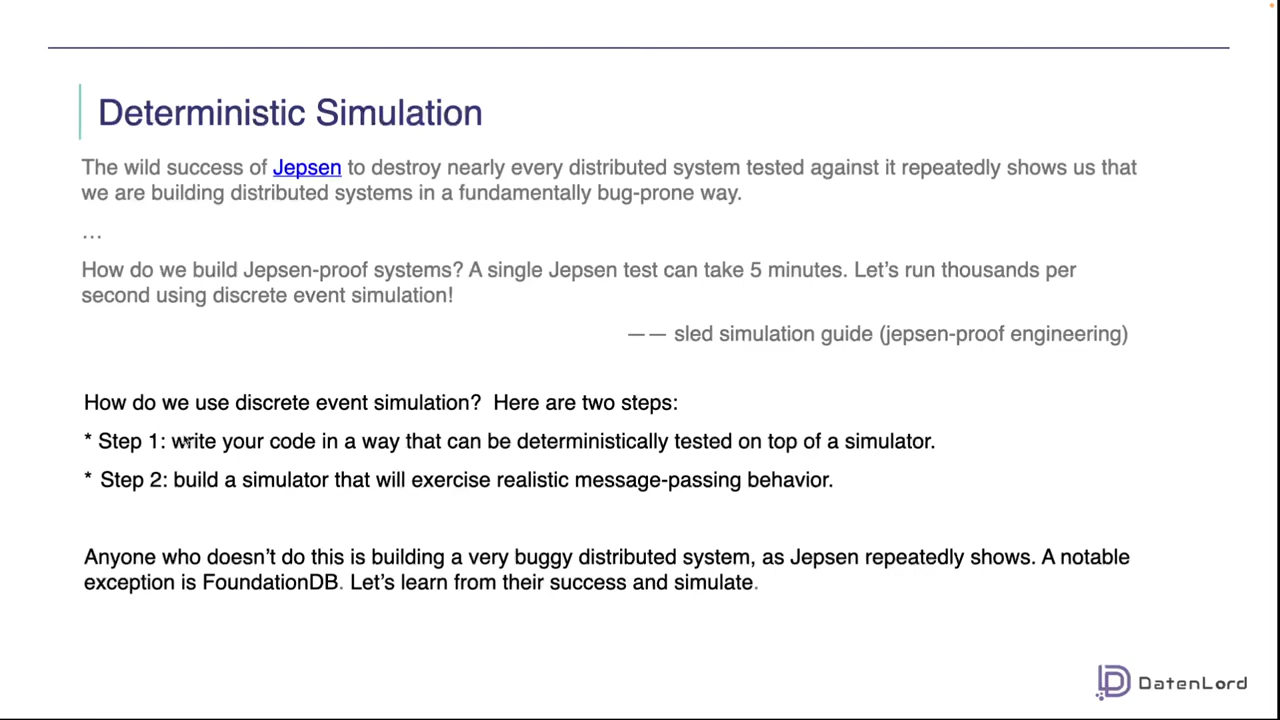 Deterministic Simulation
The wild success of Jepsen to destroy nearly every distributed system tested against it repeatedly shows us that
we are building distributed systems in a fundamentally bug-prone way.
…
How do we build Jepsen-proof systems? A single Jepsen test can take 5 minutes. Let’s run thousands per
second using discrete event simulation!
—— sled simulation guide (jepsen-proof engineering)
How do we use discrete event simulation?  Here are two steps:
* Step 1: write your code in a way that can be deterministically tested on top of a simulator.
* Step 2: build a simulator that will exercise realistic message-passing behavior.
Anyone who doesn’t do this is building a very buggy distributed system, as Jepsen repeatedly shows. A notable
exception is FoundationDB. Let’s learn from their success and simulate.
DatenLord